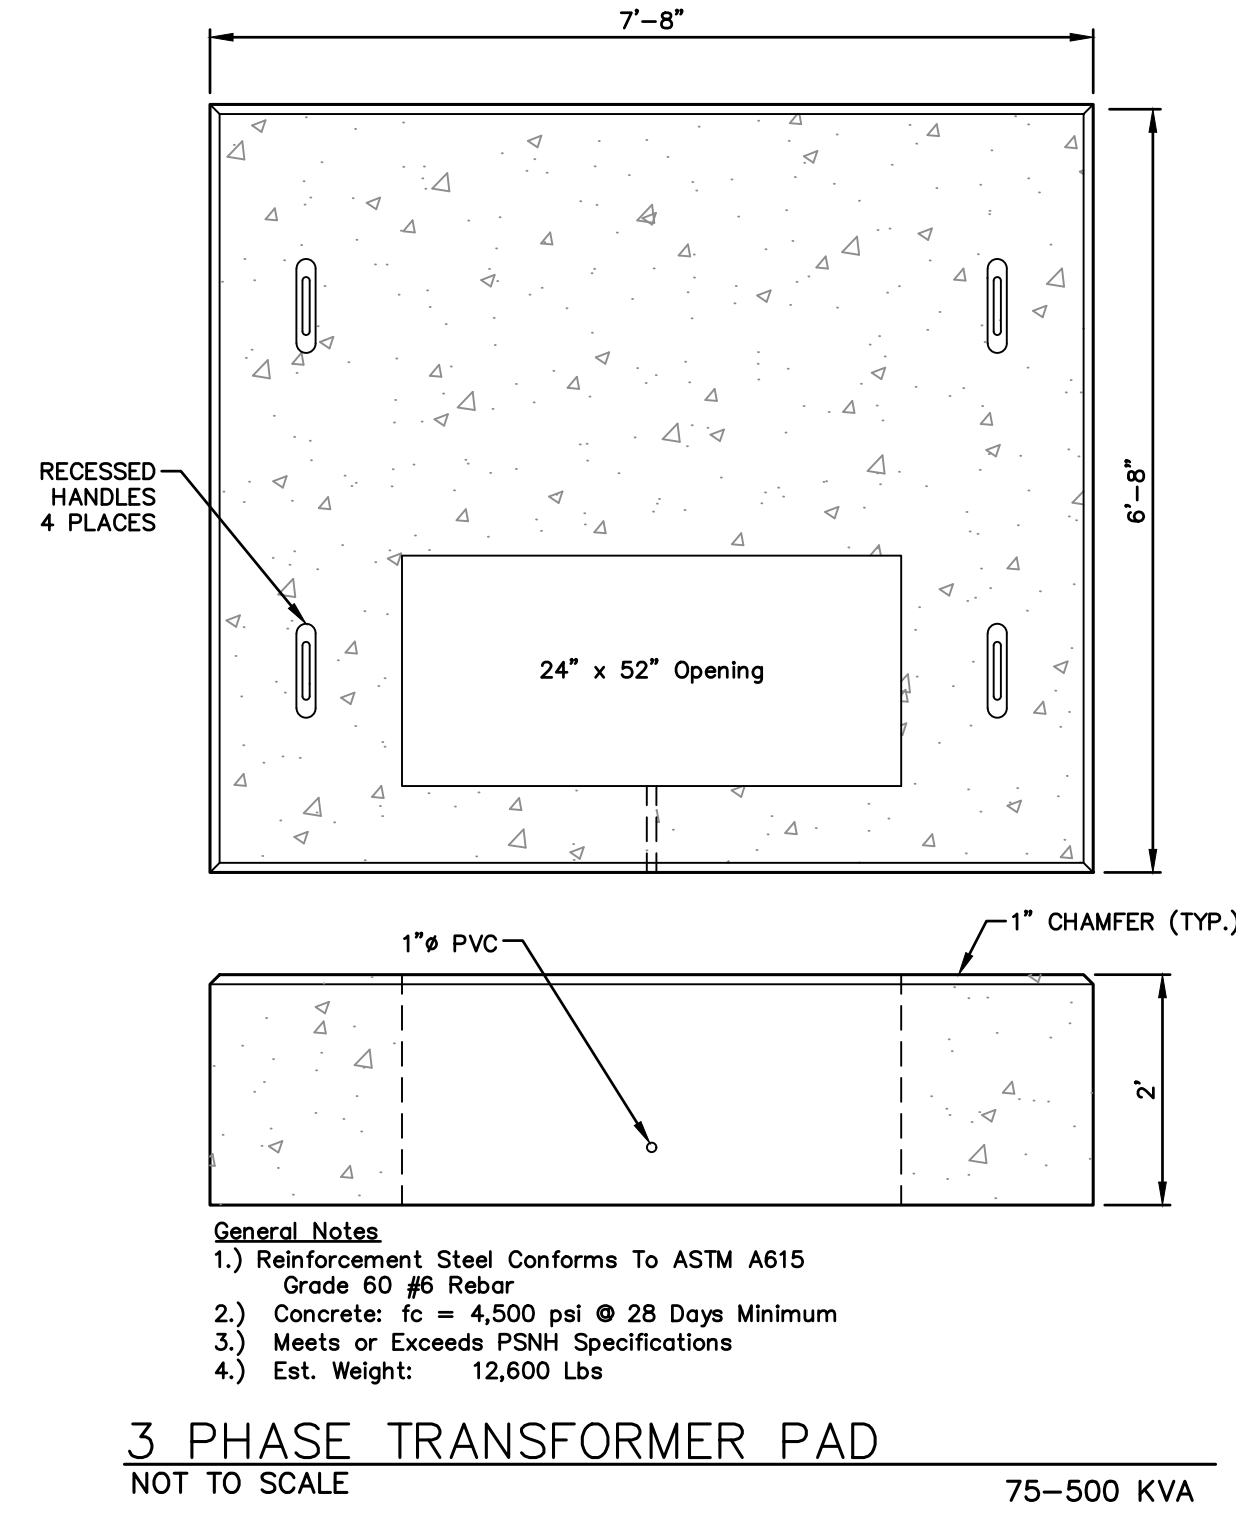 7'-8"
6'-8"
RECESSED
HANDLES
4 PLACES
24" x 52" Opening
1" CHAMFER (TYP.)
1"ø PVC
2'
General Notes
1.) Reinforcement Steel Conforms To ASTM A615
Grade 60 #6 Rebar
2.) Concrete: fc = 4,500 psi @ 28 Days Minimum
3.) Meets or Exceeds PSNH Specifications
4.) Est. Weight: 12,600 Lbs
3 PHASE TRANSFORMER PAD
NOT TO SCALE
75-500 KVA